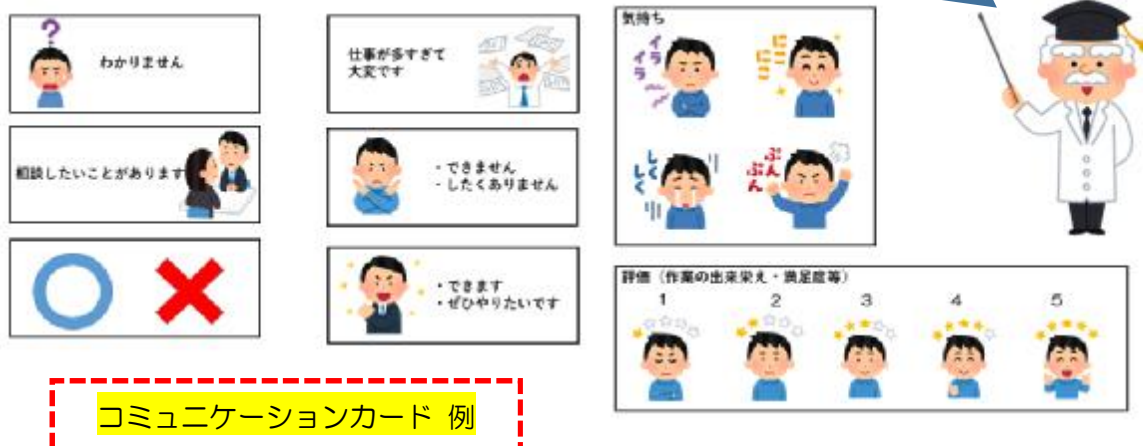 わかりません
相談したいことがあります
仕事が多すぎて
大変です
・できません
・したくありません
・できます
・ぜひやりたいです
気持ち
イライラ
にこにこ
しくしく
ぷんぷん
評価（作業の出来栄え・満足度等）
1 2 3 4 5
コミュニケーションカード 例